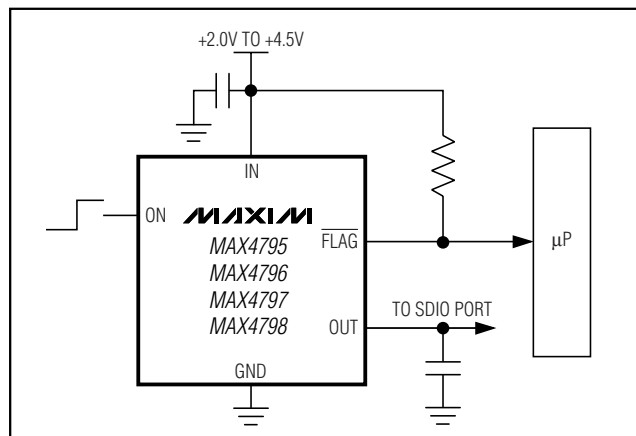 +2.0V TO +4.5V
IN
ON
MAXIM
MAX4795
MAX4796
MAX4797
MAX4798
FLAG
OUT
GND
TO SDIO PORT
μP